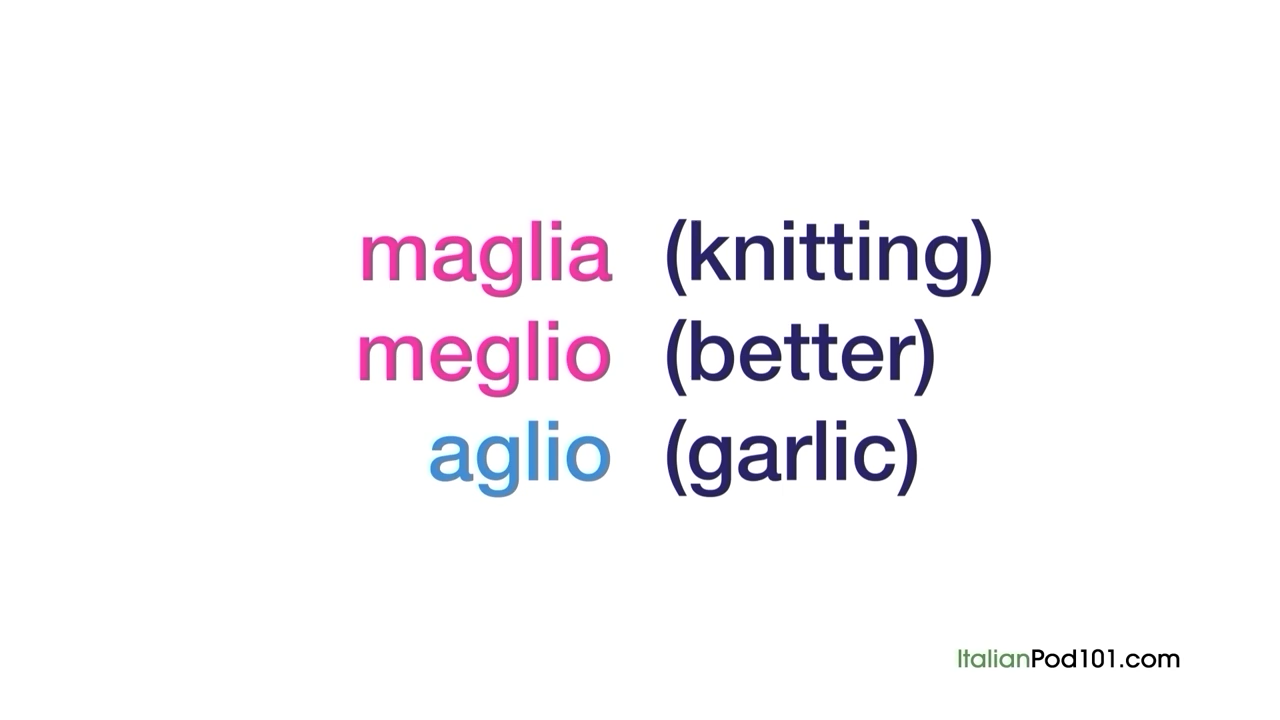 maglia (knitting)
meglio (better)
aglio (garlic)
ItalianPod101.com